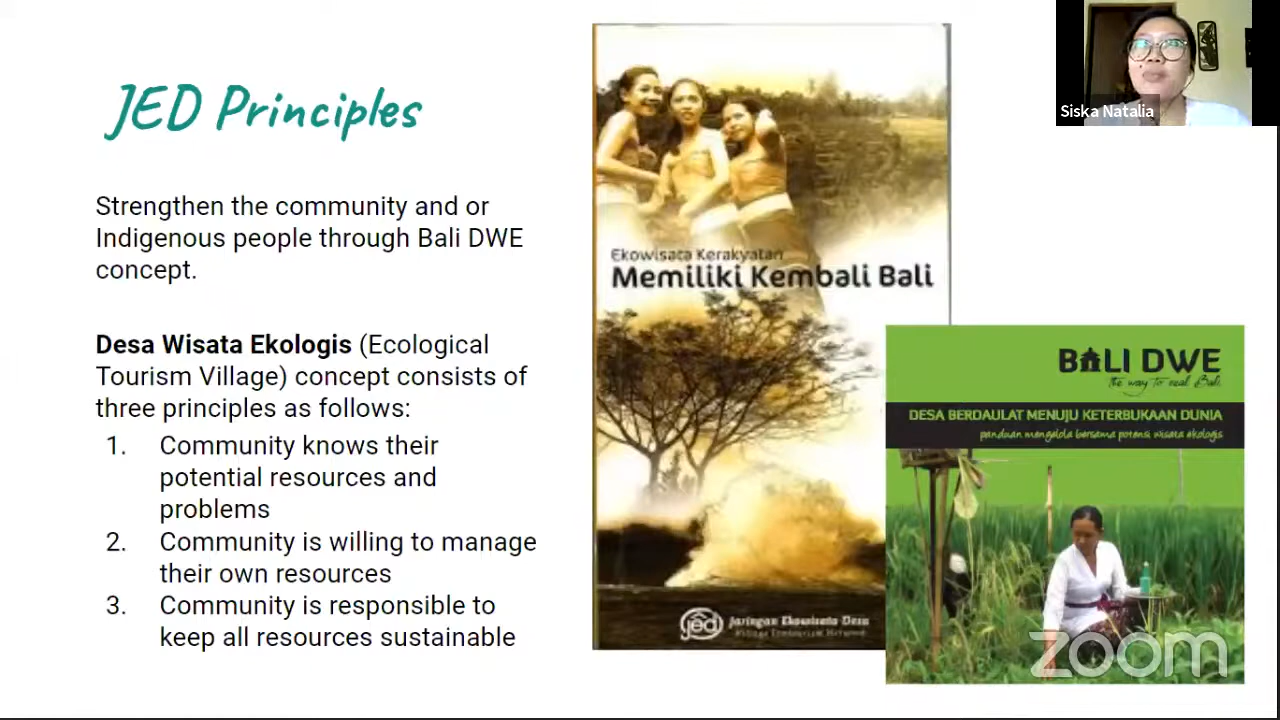 JED Principles
Strengthen the community and or
Indigenous people through Bali DWE
concept.
Desa Wisata Ekologis (Ecological
Tourism Village) concept consists of
three principles as follows:
1. Community knows their
potential resources and
problems
2. Community is willing to manage
their own resources
3. Community is responsible to
keep all resources sustainable
Ekowisata Kerakyatan
Memiliki Kembali Bali
jed Jaringan Ekowisata Desa
Village Ecotourism Network
BALI DWE
the way to real Bali
DESA BERDAULAT MENUJU KETERBUKAAN DUNIA
panduan mengelola bersama potensi wisata ekologis
Siska Natalia
zoom